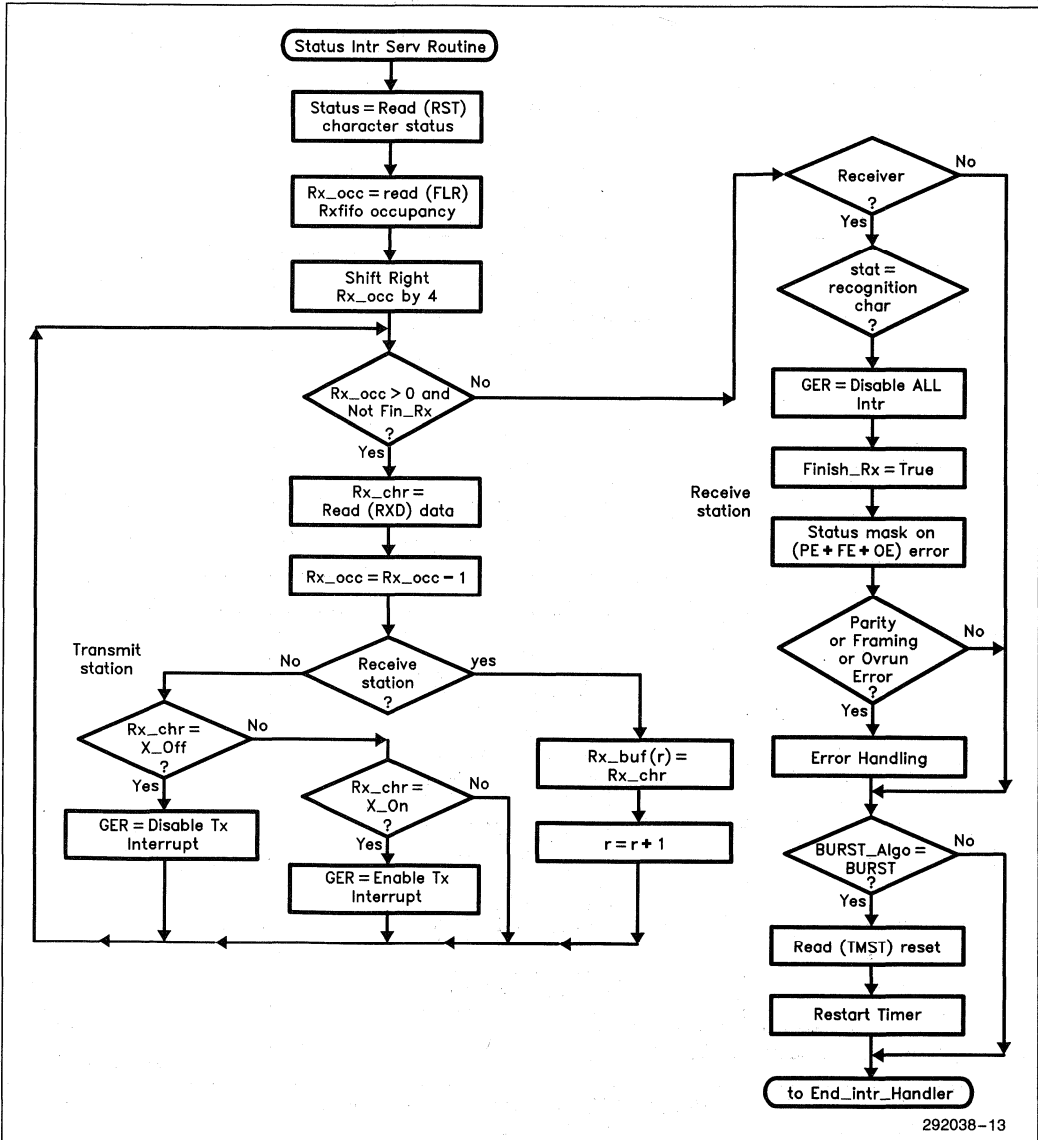 Status Intr Serv Routine
Status = Read (RST)
character status
Rx_occ = read (FLR)
Rxfifo occupancy
Shift Right
Rx_occ by 4
Rx_occ > 0 and
Not Fin_Rx
?
No
Yes
Rx_chr =
Read (RXD) data
Rx_occ = Rx_occ − 1
Receive
station
?
No
yes
Transmit
station
Rx_chr =
X_Off
?
No
Yes
GER = Disable Tx
Interrupt
Rx_chr =
X_On
?
No
Yes
GER = Enable Tx
Interrupt
Rx_buf(r) =
Rx_chr
r = r + 1
Receiver
?
No
Yes
stat =
recognition
char
?
GER = Disable ALL
Intr
Finish_Rx = True
Receive
station
Status mask on
(PE + FE + OE) error
Parity
or Framing
or Ovrun
Error
?
No
Yes
Error Handling
BURST_Algo =
BURST
?
No
Yes
Read (TMST) reset
Restart Timer
to End_intr_Handler
292038–13